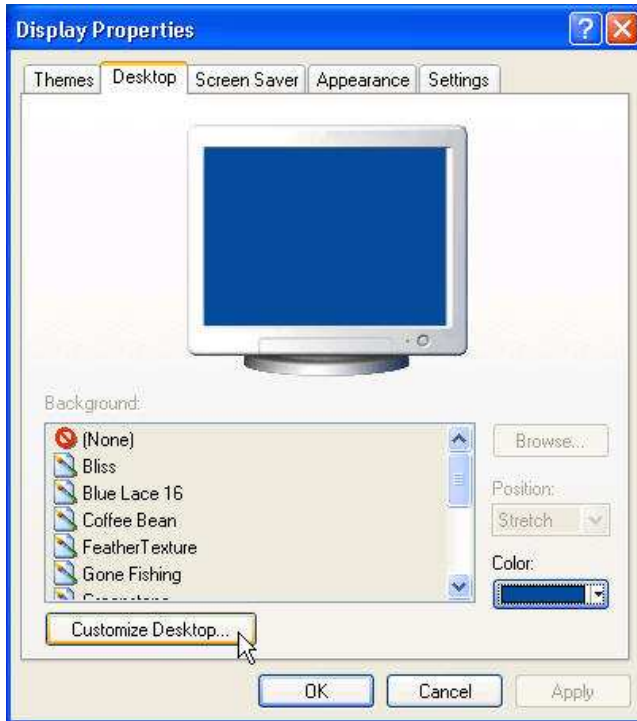 Display Properties
Themes Desktop Screen Saver Appearance Settings
Background:
(None)
Bliss
Blue Lace 16
Coffee Bean
FeatherTexture
Gone Fishing
Browse...
Position:
Stretch
Color:
Customize Desktop...
OK Cancel Apply